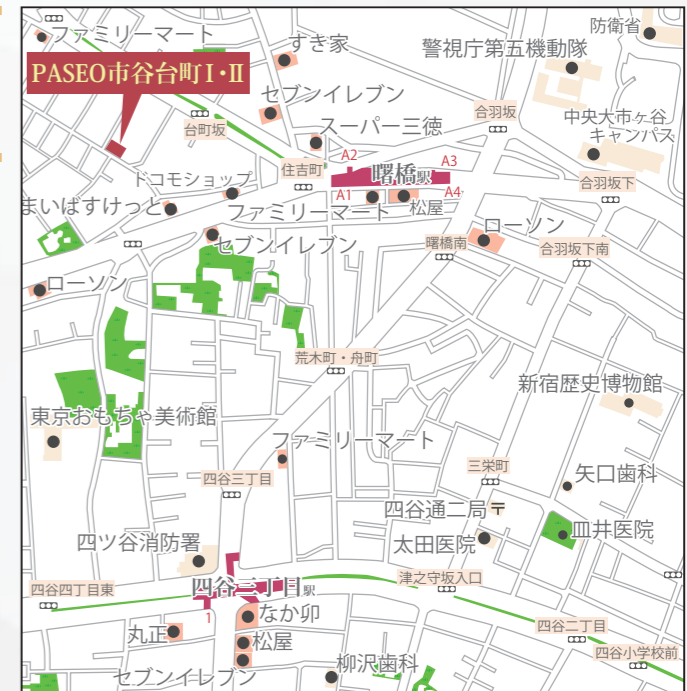 ファミリーマート
防衛省
すき家
警視庁第五機動隊
PASEO市谷台町I・II
セブンイレブン
合羽坂
中央大市ヶ谷
キャンパス
台町坂
スーパー三徳
A2
A3
住吉町
曙橋駅
ドコモショップ
合羽坂下
A1
A4
まいばすけっと
ファミリーマート
松屋
ローソン
セブンイレブン
曙橋南
合羽坂下南
ローソン
荒木町・舟町
新宿歴史博物館
東京おもちゃ美術館
ファミリーマート
三栄町
矢口歯科
四谷三丁目
四谷通二局
〒
皿井医院
四ツ谷消防署
太田医院
津之守坂入口
四谷四丁目東
四谷三丁目駅
1
なか卯
丸正
四谷二丁目
松屋
四谷小学校前
柳沢歯科
セブンイレブン